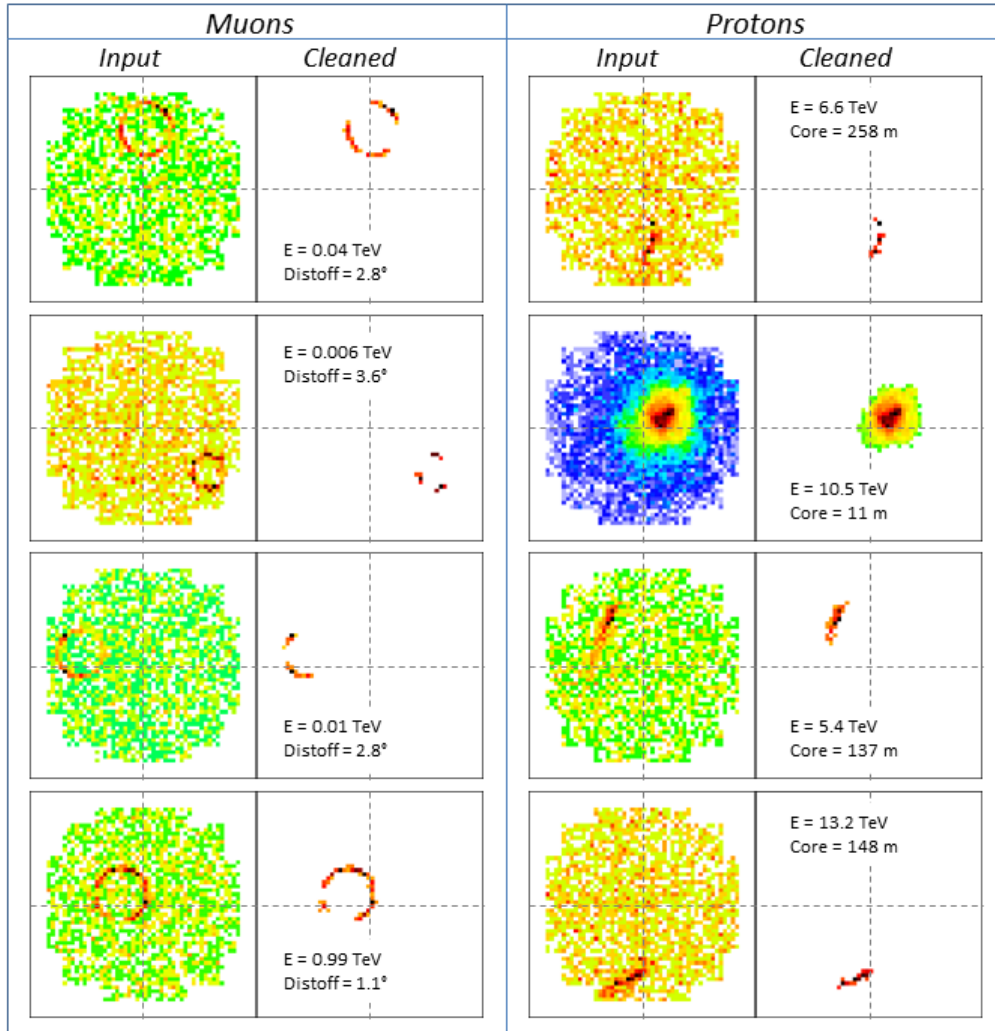 Muons
Protons
Input
Cleaned
Input
Cleaned
E = 0.04 TeV
Distoff = 2.8°
E = 6.6 TeV
Core = 258 m
E = 0.006 TeV
Distoff = 3.6°
E = 10.5 TeV
Core = 11 m
E = 0.01 TeV
Distoff = 2.8°
E = 5.4 TeV
Core = 137 m
E = 0.99 TeV
Distoff = 1.1°
E = 13.2 TeV
Core = 148 m